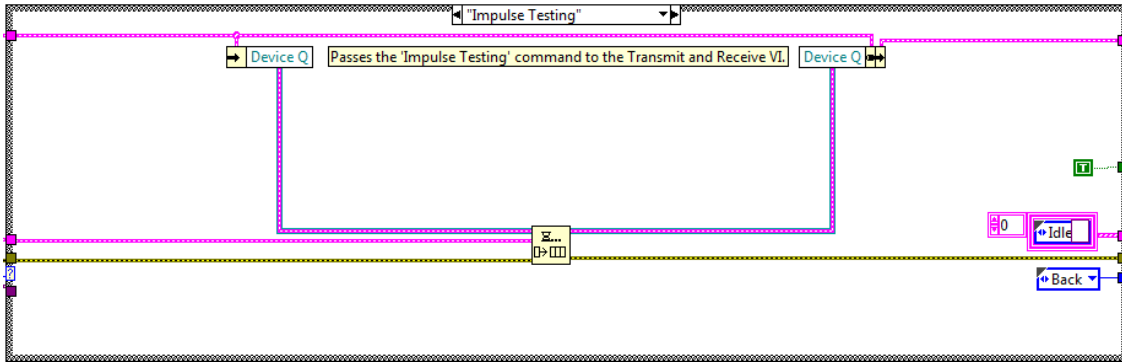 "Impulse Testing"
Device Q
Passes the 'Impulse Testing' command to the Transmit and Receive VI.
Device Q
T
0
Idle
?
Back